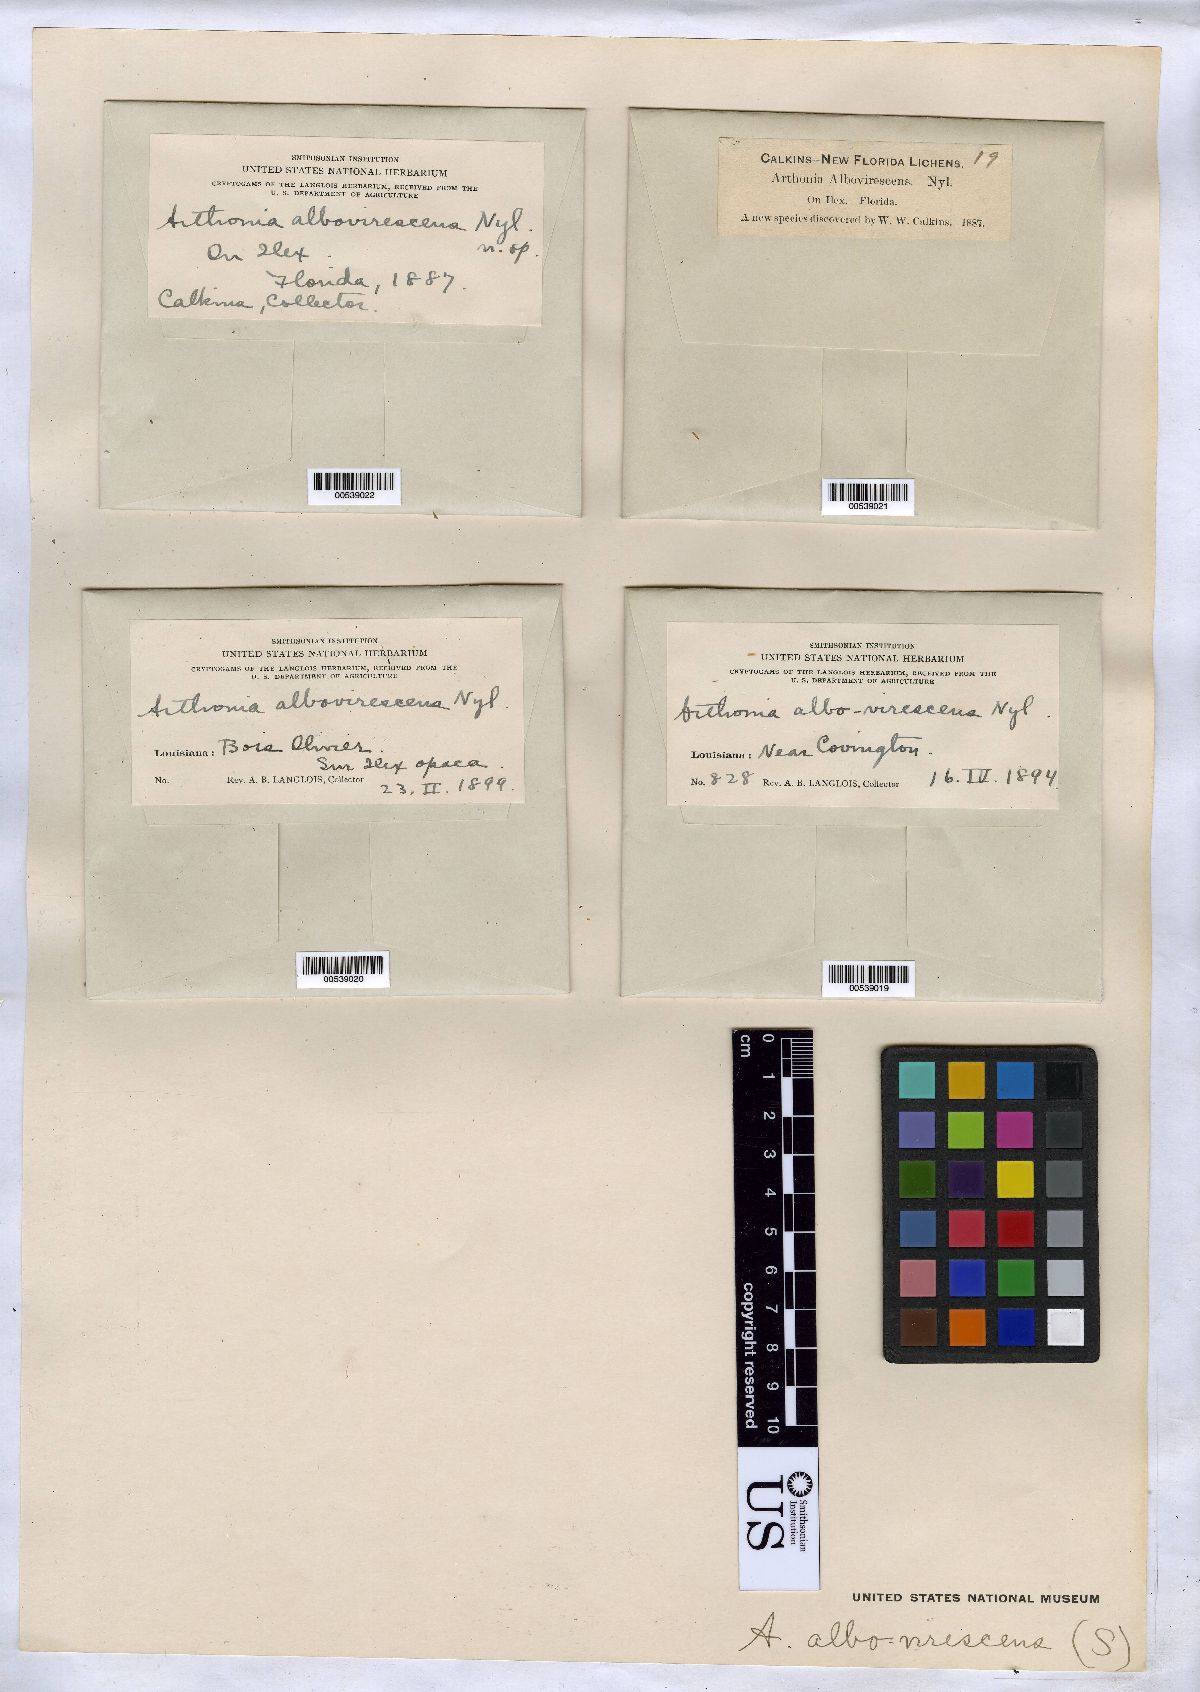 SMITHSONIAN INSTITUTION
UNITED STATES NATIONAL HERBARIUM
CRYPTOGAMS OF THE LANGLOIS HERBARIUM, RECEIVED FROM THE
U. S. DEPARTMENT OF AGRICULTURE
Arthonia albovirescens Nyl.
On Ilex. n. sp.
Florida, 1887.
Calkins, Collector.
00539022
CALKINS—NEW FLORIDA LICHENS. 19
Arthonia Albovirescens. Nyl.
On Ilex. Florida.
A new species discovered by W. W. Calkins. 1887.
00539021
SMITHSONIAN INSTITUTION
UNITED STATES NATIONAL HERBARIUM
CRYPTOGAMS OF THE LANGLOIS HERBARIUM, RECEIVED FROM THE
U. S. DEPARTMENT OF AGRICULTURE
Arthonia albovirescens Nyl.
Louisiana: Bois Olivier.
Sur Ilex opaca.
No. Rev. A. B. LANGLOIS, Collector
23. II. 1899.
00539020
SMITHSONIAN INSTITUTION
UNITED STATES NATIONAL HERBARIUM
CRYPTOGAMS OF THE LANGLOIS HERBARIUM, RECEIVED FROM THE
U. S. DEPARTMENT OF AGRICULTURE
Arthonia albo-virescens Nyl.
Louisiana: Near Covington.
No. 828 Rev. A. B. LANGLOIS, Collector 16. IV. 1894
00539019
0 1 2 3 4 5 6 7 8 9 10
cm
copyright reserved
US
Smithsonian
Institution
UNITED STATES NATIONAL MUSEUM
A. albo=virescens (S)